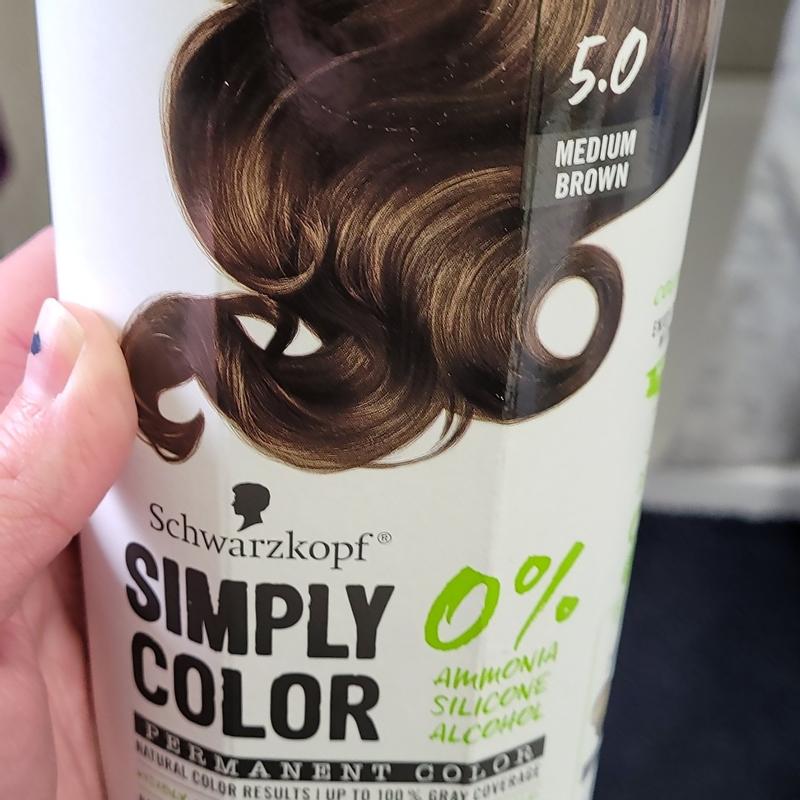 5.0
MEDIUM
BROWN
Schwarzkopf®
SIMPLY
COLOR
0%
AMMONIA
SILICONE
ALCOHOL
PERMANENT COLOR
NATURAL COLOR RESULTS | UP TO 100% GRAY COVERAGE